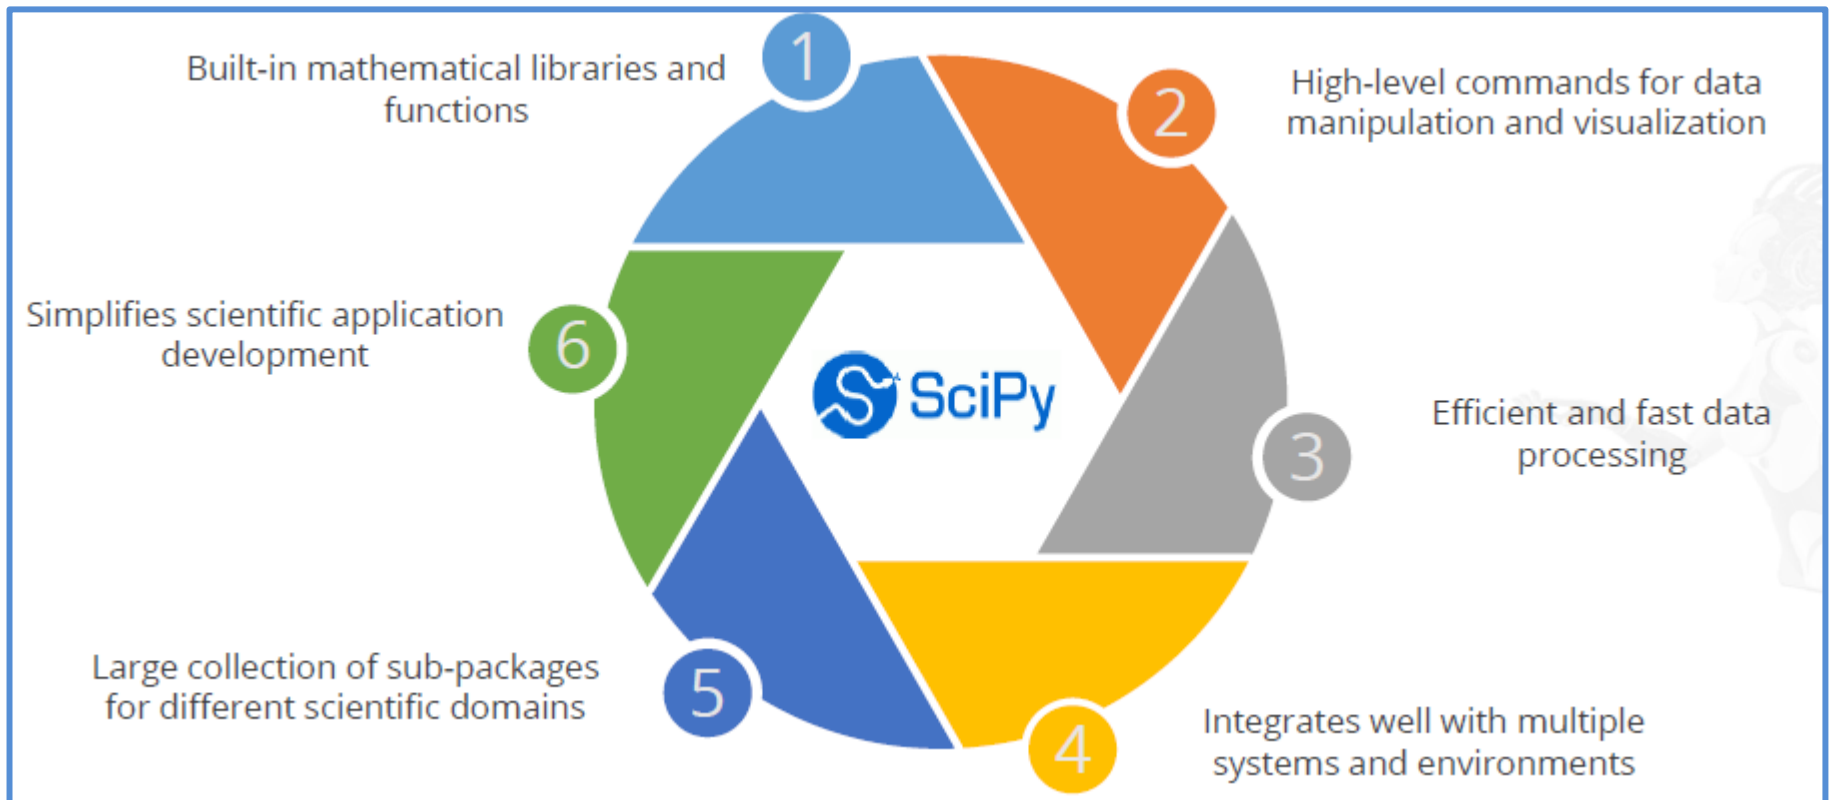 1
Built-in mathematical libraries and
functions
2
High-level commands for data
manipulation and visualization
3
Efficient and fast data
processing
4
Integrates well with multiple
systems and environments
5
Large collection of sub-packages
for different scientific domains
6
Simplifies scientific application
development
SciPy